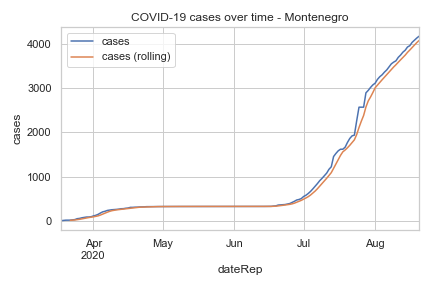 COVID-19 cases over time - Montenegro
cases
cases (rolling)
4000
3000
2000
1000
0
cases
Apr
2020
May
Jun
Jul
Aug
dateRep